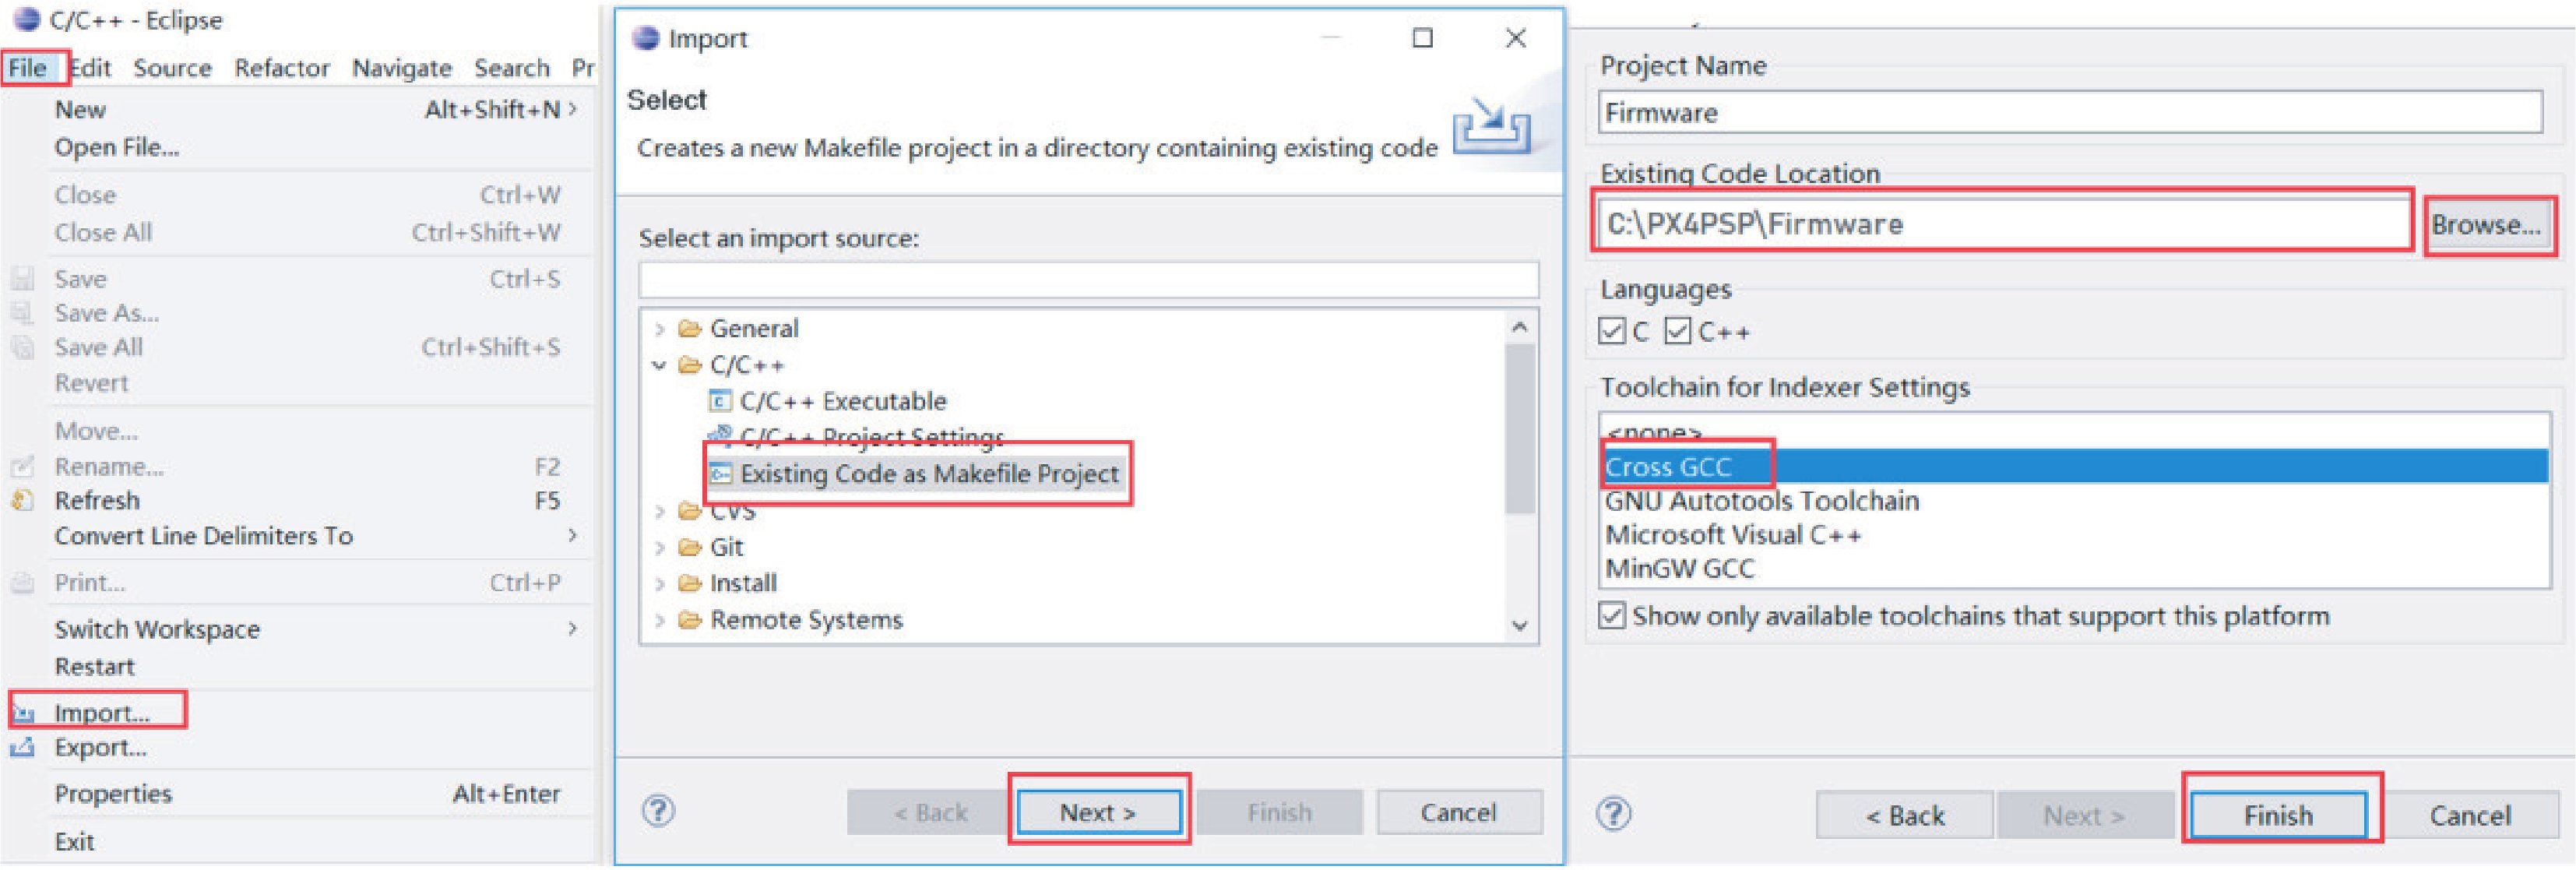 C/C++ - Eclipse
File Edit Source Refactor Navigate Search Pr
New Alt+Shift+N >
Open File...
Close Ctrl+W
Close All Ctrl+Shift+W
Save Ctrl+S
Save As...
Save All Ctrl+Shift+S
Revert
Move...
Rename... F2
Refresh F5
Convert Line Delimiters To >
Print... Ctrl+P
Switch Workspace >
Restart
Import...
Export...
Properties Alt+Enter
Exit
Import
Select
Creates a new Makefile project in a directory containing existing code
Select an import source:
General
C/C++
C/C++ Executable
C/C++ Project Settings
Existing Code as Makefile Project
CVS
Git
Install
Remote Systems
< Back Next > Finish Cancel
Project Name
Firmware
Existing Code Location
C:\PX4PSP\Firmware Browse...
Languages
C C++
Toolchain for Indexer Settings
<none>
Cross GCC
GNU Autotools Toolchain
Microsoft Visual C++
MinGW GCC
Show only available toolchains that support this platform
< Back Next > Finish Cancel